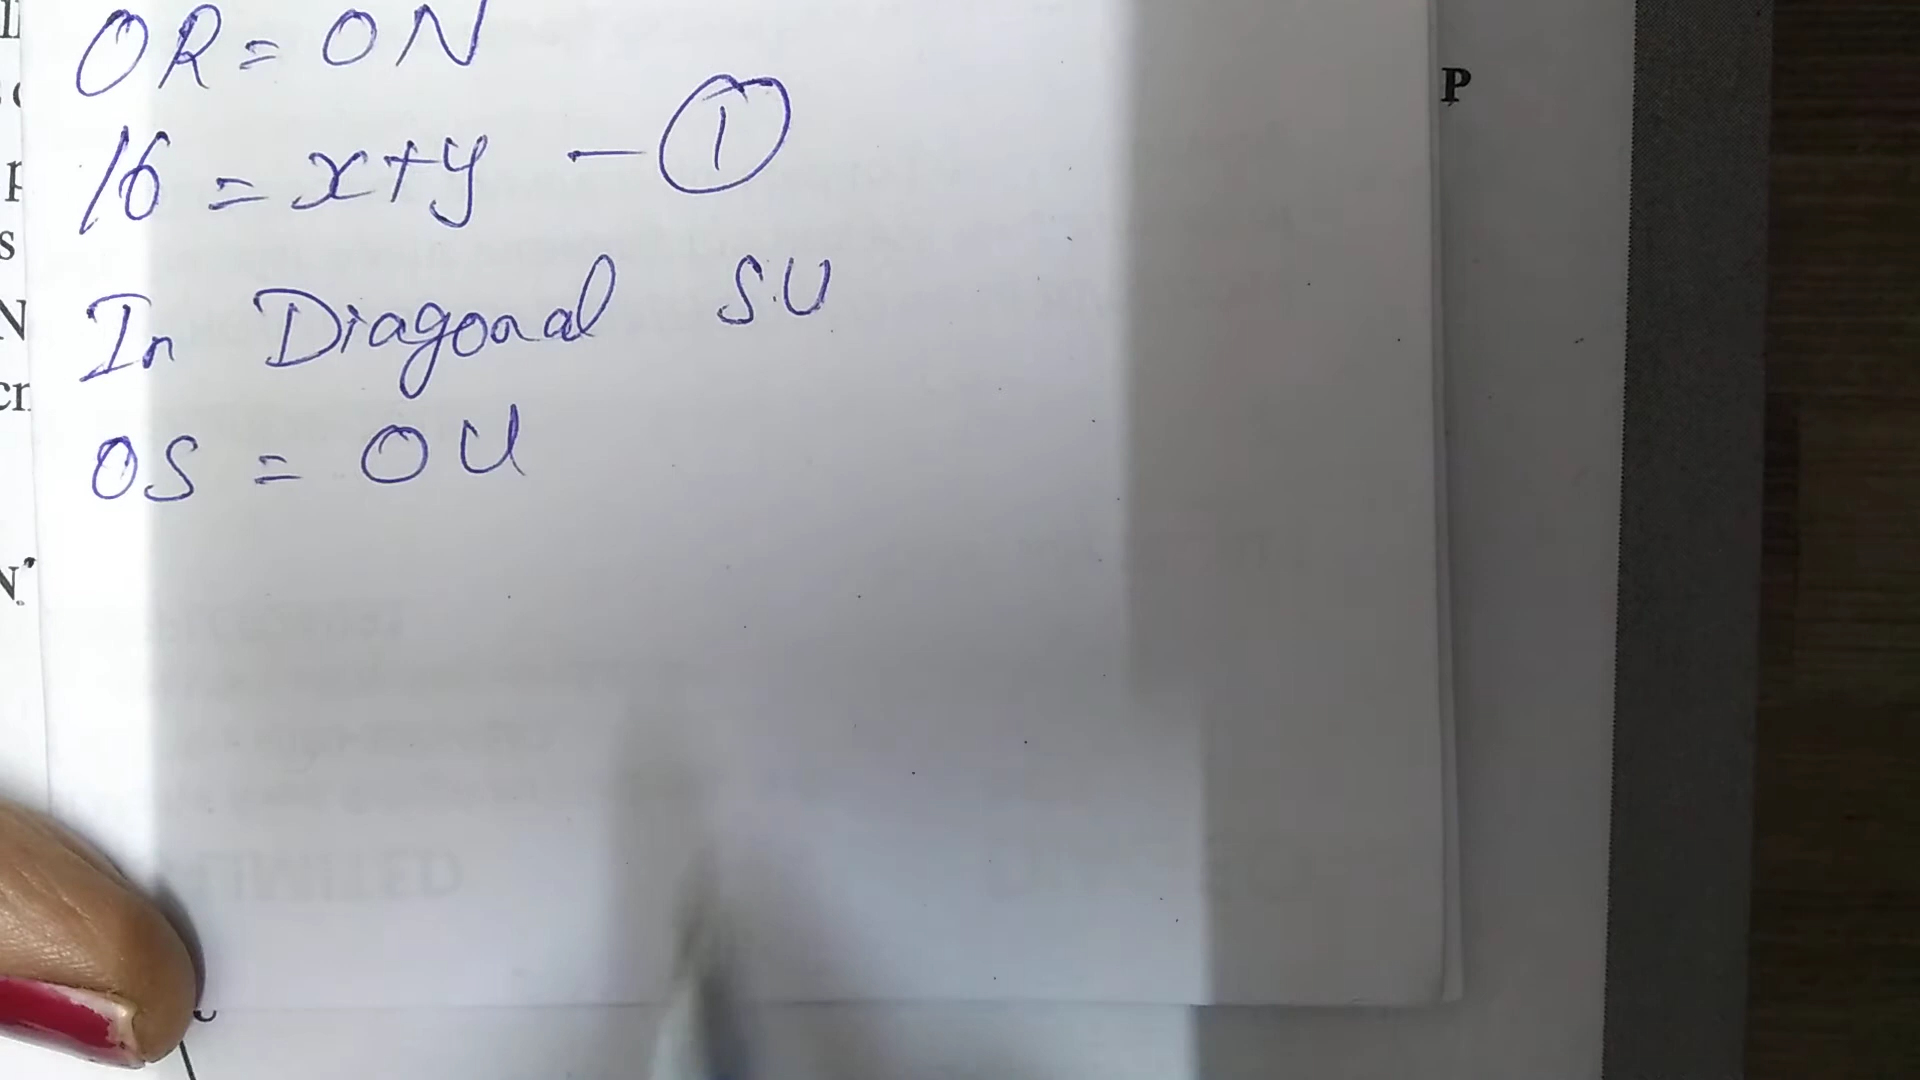 OR = ON
16 = x+y - ①
In Diagonal SU
OS = OU
P